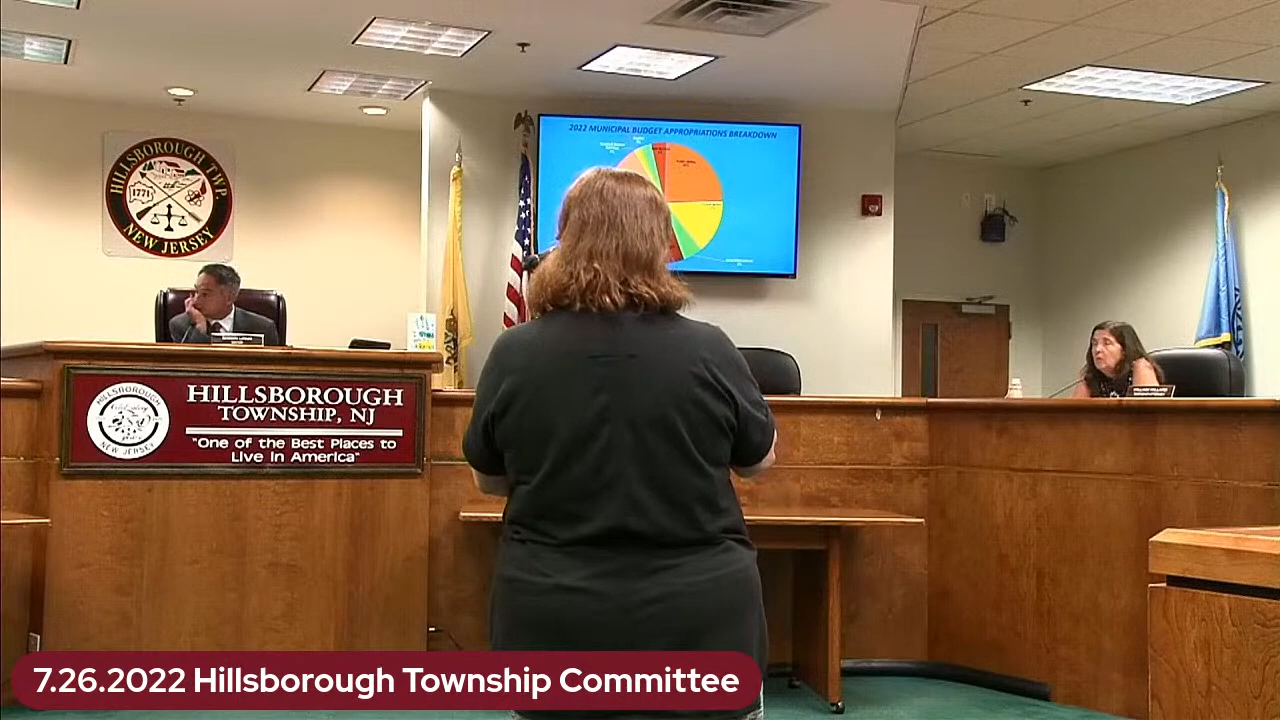 2022 MUNICIPAL BUDGET APPROPRIATIONS BREAKDOWN
HILLSBOROUGH TWP.
1771
NEW JERSEY
HILLSBOROUGH
NEW JERSEY
HILLSBOROUGH
TOWNSHIP, NJ
"One of the Best Places to
Live in America"
7.26.2022 Hillsborough Township Committee